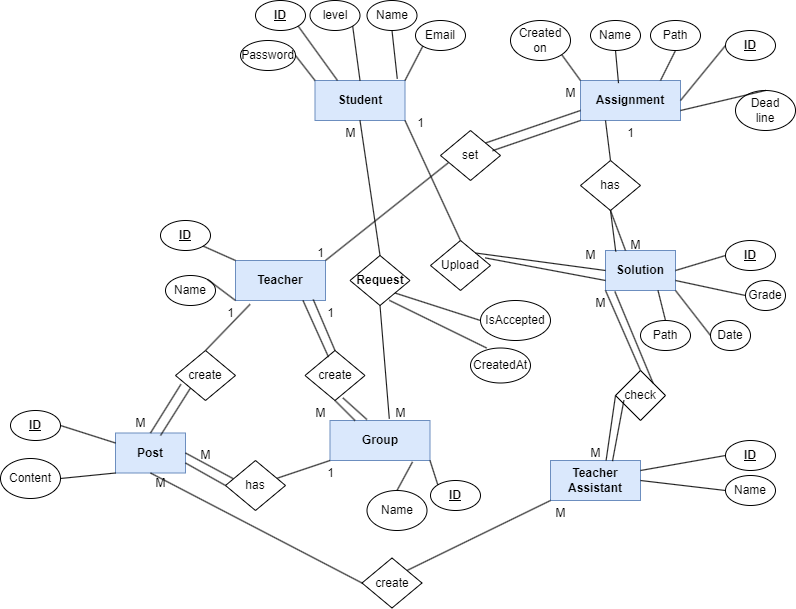 ID
level
Name
Email
Password
Student
M
1
Created
on
Name
Path
ID
Dead
line
Assignment
M
1
set
has
ID
Name
Teacher
1
1
1
Request
Upload
IsAccepted
CreatedAt
M
M
Solution
M
ID
Grade
Date
Path
create
create
check
M
M
M
ID
Content
Post
M
M
has
Group
1
Name
ID
M
Teacher
Assistant
M
ID
Name
create